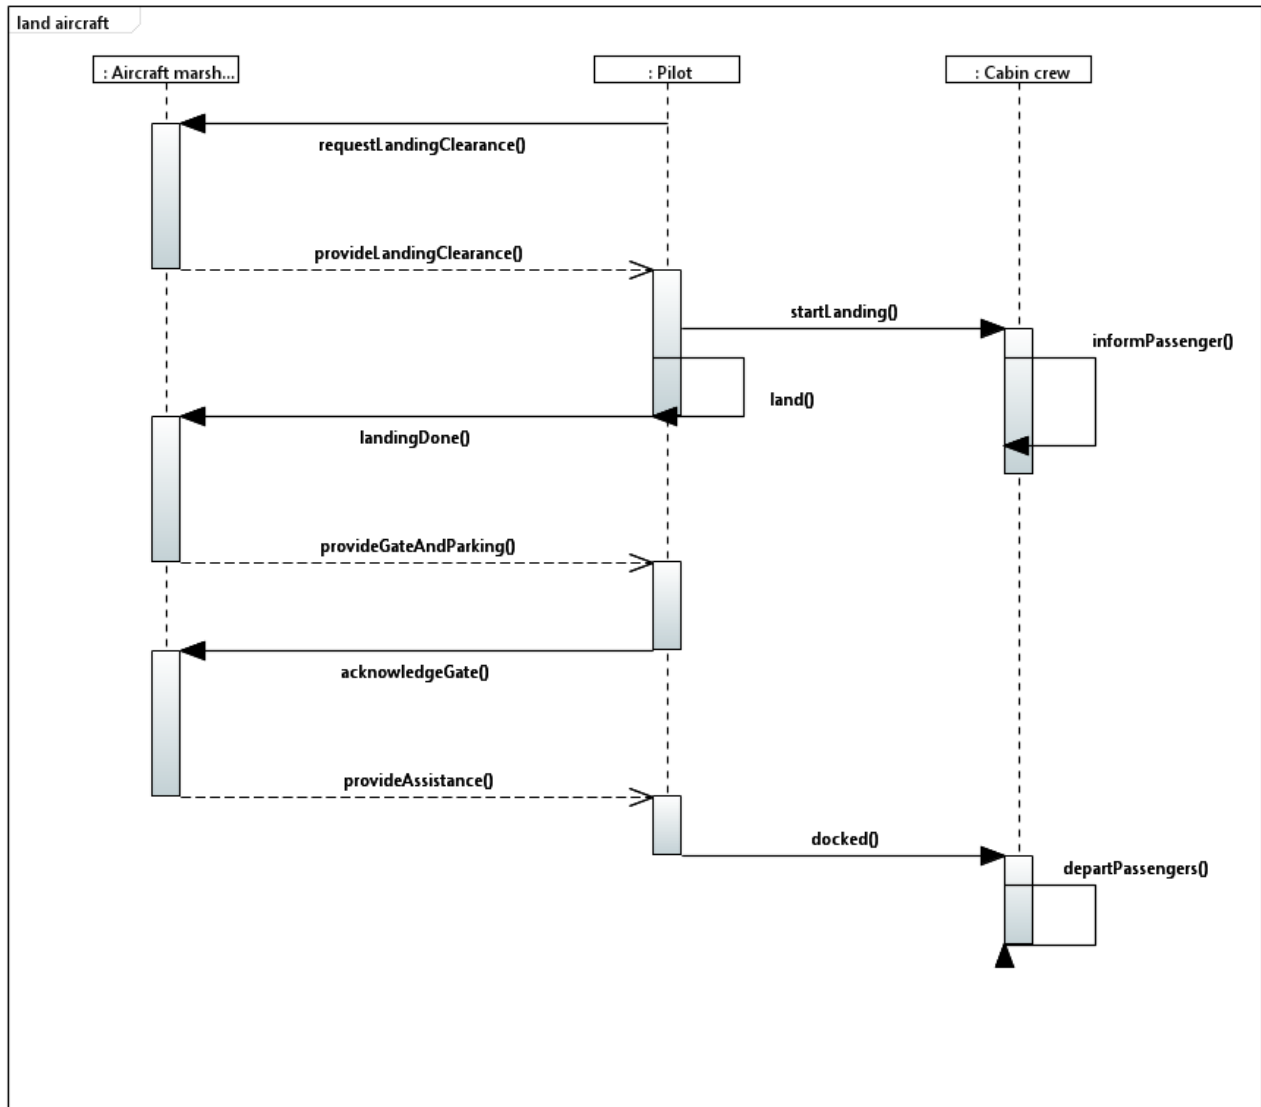 land aircraft
: Aircraft marsh...
: Pilot
: Cabin crew
requestLandingClearance()
provideLandingClearance()
startLanding()
informPassenger()
land()
landingDone()
provideGateAndParking()
acknowledgeGate()
provideAssistance()
docked()
departPassengers()